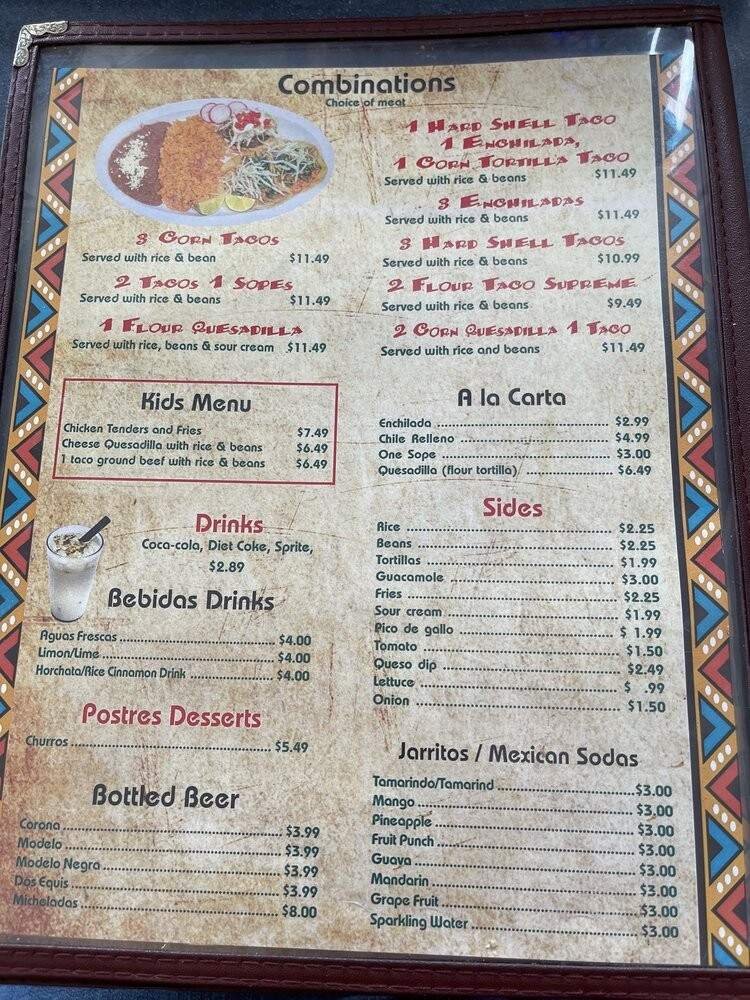 Combinations
Choice of meat
3 Corn Tacos
Served with rice & bean $11.49
2 Tacos 1 Sopes
Served with rice & beans $11.49
1 Flour Quesadilla
Served with rice, beans & sour cream $11.49
1 Hard Shell Taco
1 Enchilada,
1 Corn Tortilla Taco
Served with rice & beans $11.49
3 Enchiladas
Served with rice & beans $11.49
3 Hard Shell Tacos
Served with rice & beans $10.99
2 Flour Taco Supreme
Served with rice & beans $9.49
2 Corn Quesadilla 1 Taco
Served with rice and beans $11.49
Kids Menu
Chicken Tenders and Fries $7.49
Cheese Quesadilla with rice & beans $6.49
1 taco ground beef with rice & beans $6.49
Drinks
Coca-cola, Diet Coke, Sprite,
$2.89
Bebidas Drinks
Aguas Frescas $4.00
Limon/Lime $4.00
Horchata/Rice Cinnamon Drink $4.00
Postres Desserts
Churros $5.49
Bottled Beer
Corona $3.99
Modelo $3.99
Modelo Negra $3.99
Dos Equis $3.99
Micheladas $8.00
A la Carta
Enchilada $2.99
Chile Relleno $4.99
One Sope $3.00
Quesadilla (flour tortilla) $6.49
Sides
Rice $2.25
Beans $2.25
Tortillas $1.99
Guacamole $3.00
Fries $2.25
Sour cream $1.99
Pico de gallo $ 1.99
Tomato $1.50
Queso dip $2.49
Lettuce $ .99
Onion $1.50
Jarritos / Mexican Sodas
Tamarindo/Tamarind $3.00
Mango $3.00
Pineapple $3.00
Fruit Punch $3.00
Guava $3.00
Mandarin $3.00
Grape Fruit $3.00
Sparkling Water $3.00